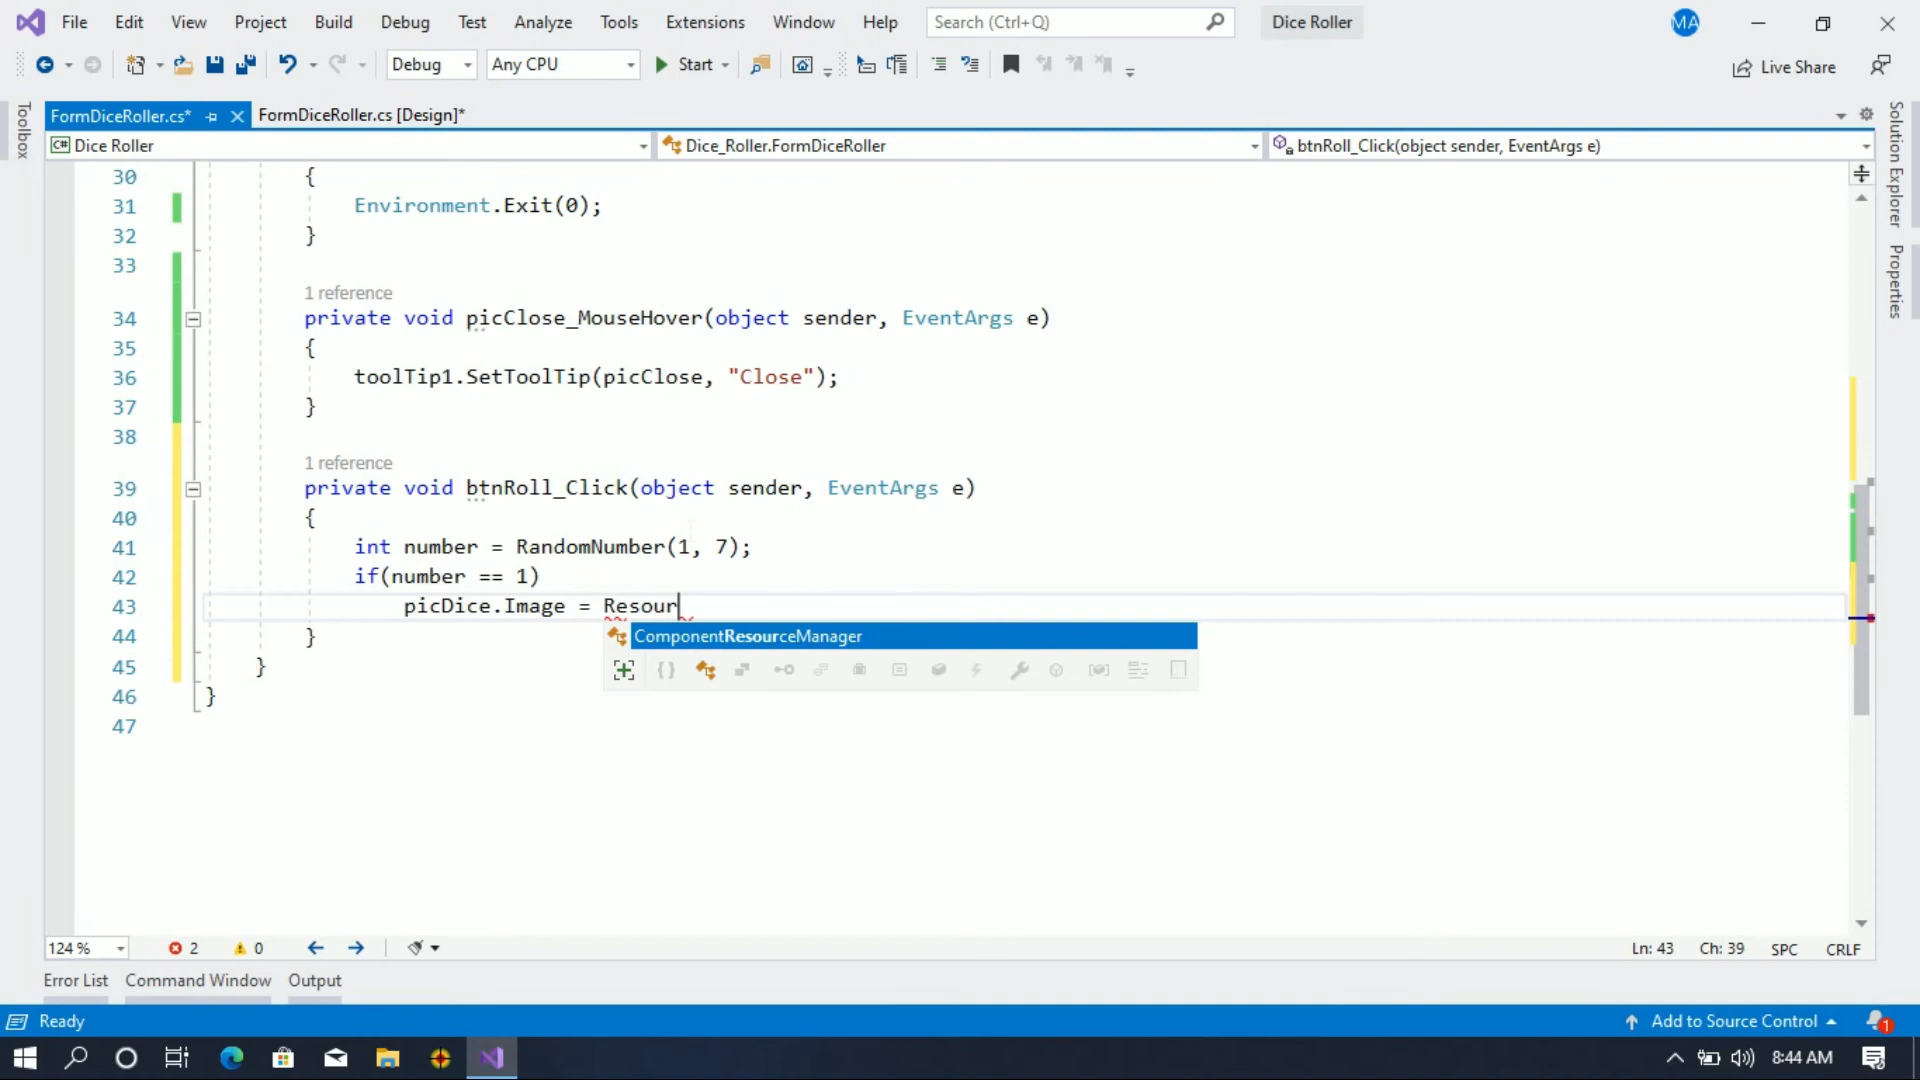 File Edit View Project Build Debug Test Analyze Tools Extensions Window Help Search (Ctrl+Q) Dice Roller MA
Debug Any CPU Start Live Share
FormDiceRoller.cs* FormDiceRoller.cs [Design]*
C# Dice Roller Dice_Roller.FormDiceRoller btnRoll_Click(object sender, EventArgs e)
Toolbox
Solution Explorer
Properties
30 {
31 Environment.Exit(0);
32 }
33
1 reference
34 private void picClose_MouseHover(object sender, EventArgs e)
35 {
36 toolTip1.SetToolTip(picClose, "Close");
37 }
38
1 reference
39 private void btnRoll_Click(object sender, EventArgs e)
40 {
41 int number = RandomNumber(1, 7);
42 if(number == 1)
43 picDice.Image = Resour
ComponentResourceManager
44 }
45 }
46 }
47
124 % 2 0 Ln: 43 Ch: 39 SPC CRLF
Error List Command Window Output
Ready Add to Source Control 1
8:44 AM